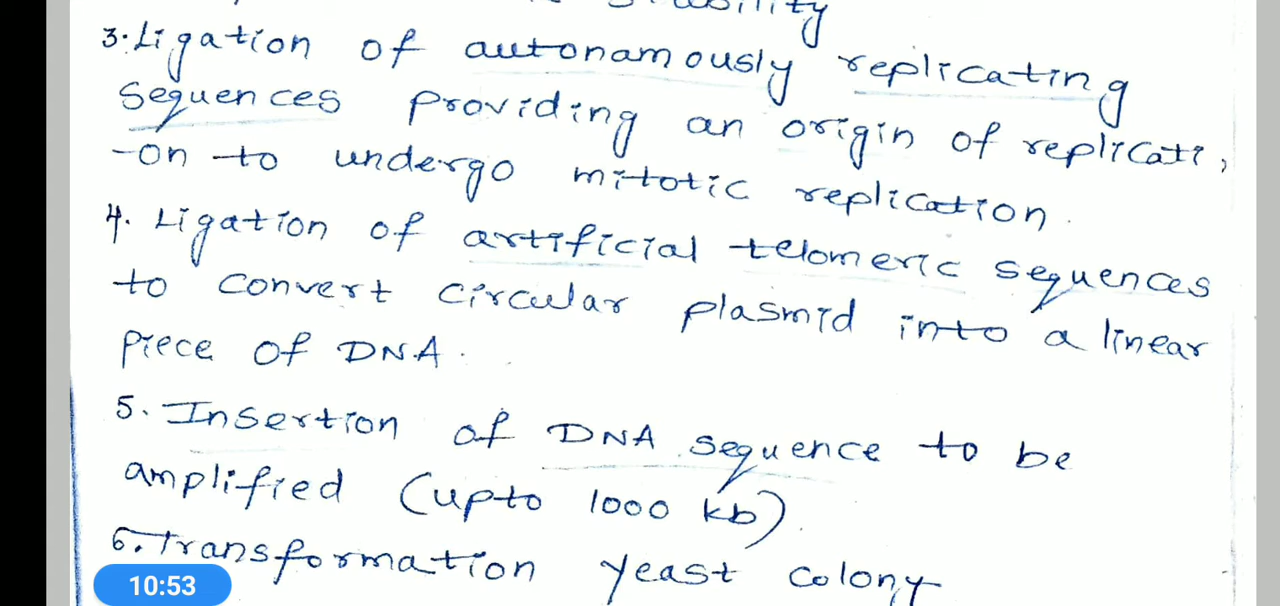 3. Ligation of autonamously replicating
sequences providing an origin of replicati,
-on to undergo mitotic replication.
4. Ligation of artificial telomeric sequences
to convert circular plasmid into a linear
piece of DNA.
5. Insertion of DNA sequence to be
amplified (upto 1000 kb).
6. Transformation yeast colony
10:53